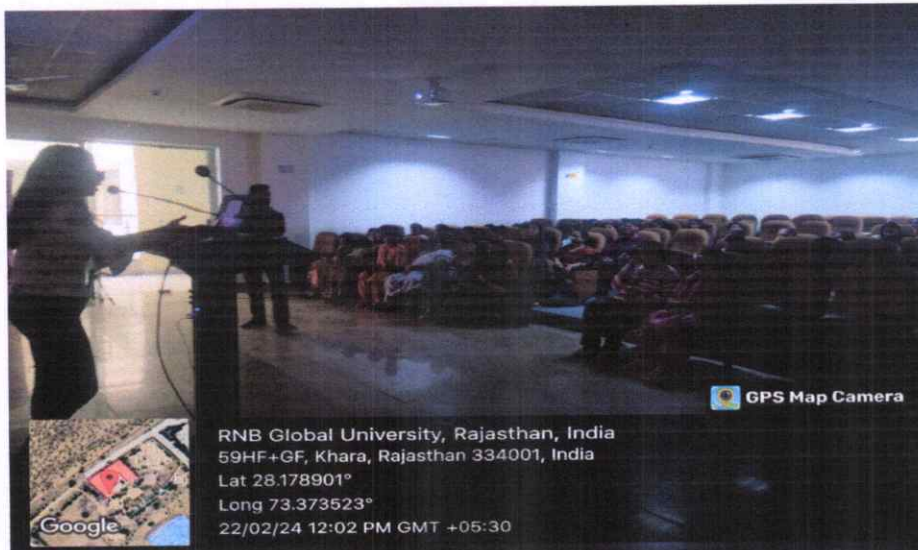 GPS Map Camera
RNB Global University, Rajasthan, India
59HF+GF, Khara, Rajasthan 334001, India
Lat 28.178901°
Long 73.373523°
22/02/24 12:02 PM GMT +05:30
Google